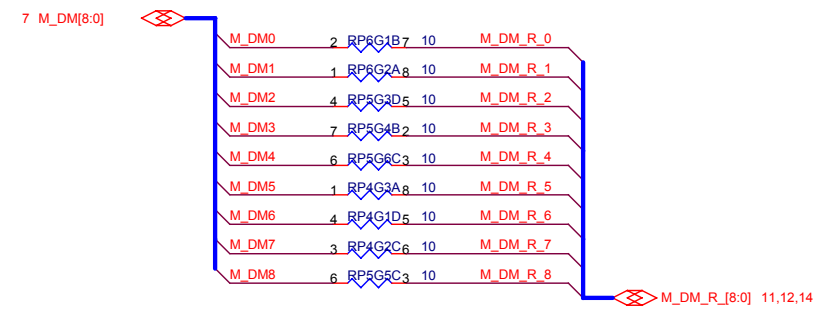 7 M_DM[8:0]
M_DM0 2 RP6G1B 7 10 M_DM_R_0
M_DM1 1 RP6G2A 8 10 M_DM_R_1
M_DM2 4 RP5G3D 5 10 M_DM_R_2
M_DM3 7 RP5G4B 2 10 M_DM_R_3
M_DM4 6 RP5G6C 3 10 M_DM_R_4
M_DM5 1 RP4G3A 8 10 M_DM_R_5
M_DM6 4 RP4G1D 5 10 M_DM_R_6
M_DM7 3 RP4G2C 6 10 M_DM_R_7
M_DM8 6 RP5G5C 3 10 M_DM_R_8
M_DM_R_[8:0] 11,12,14